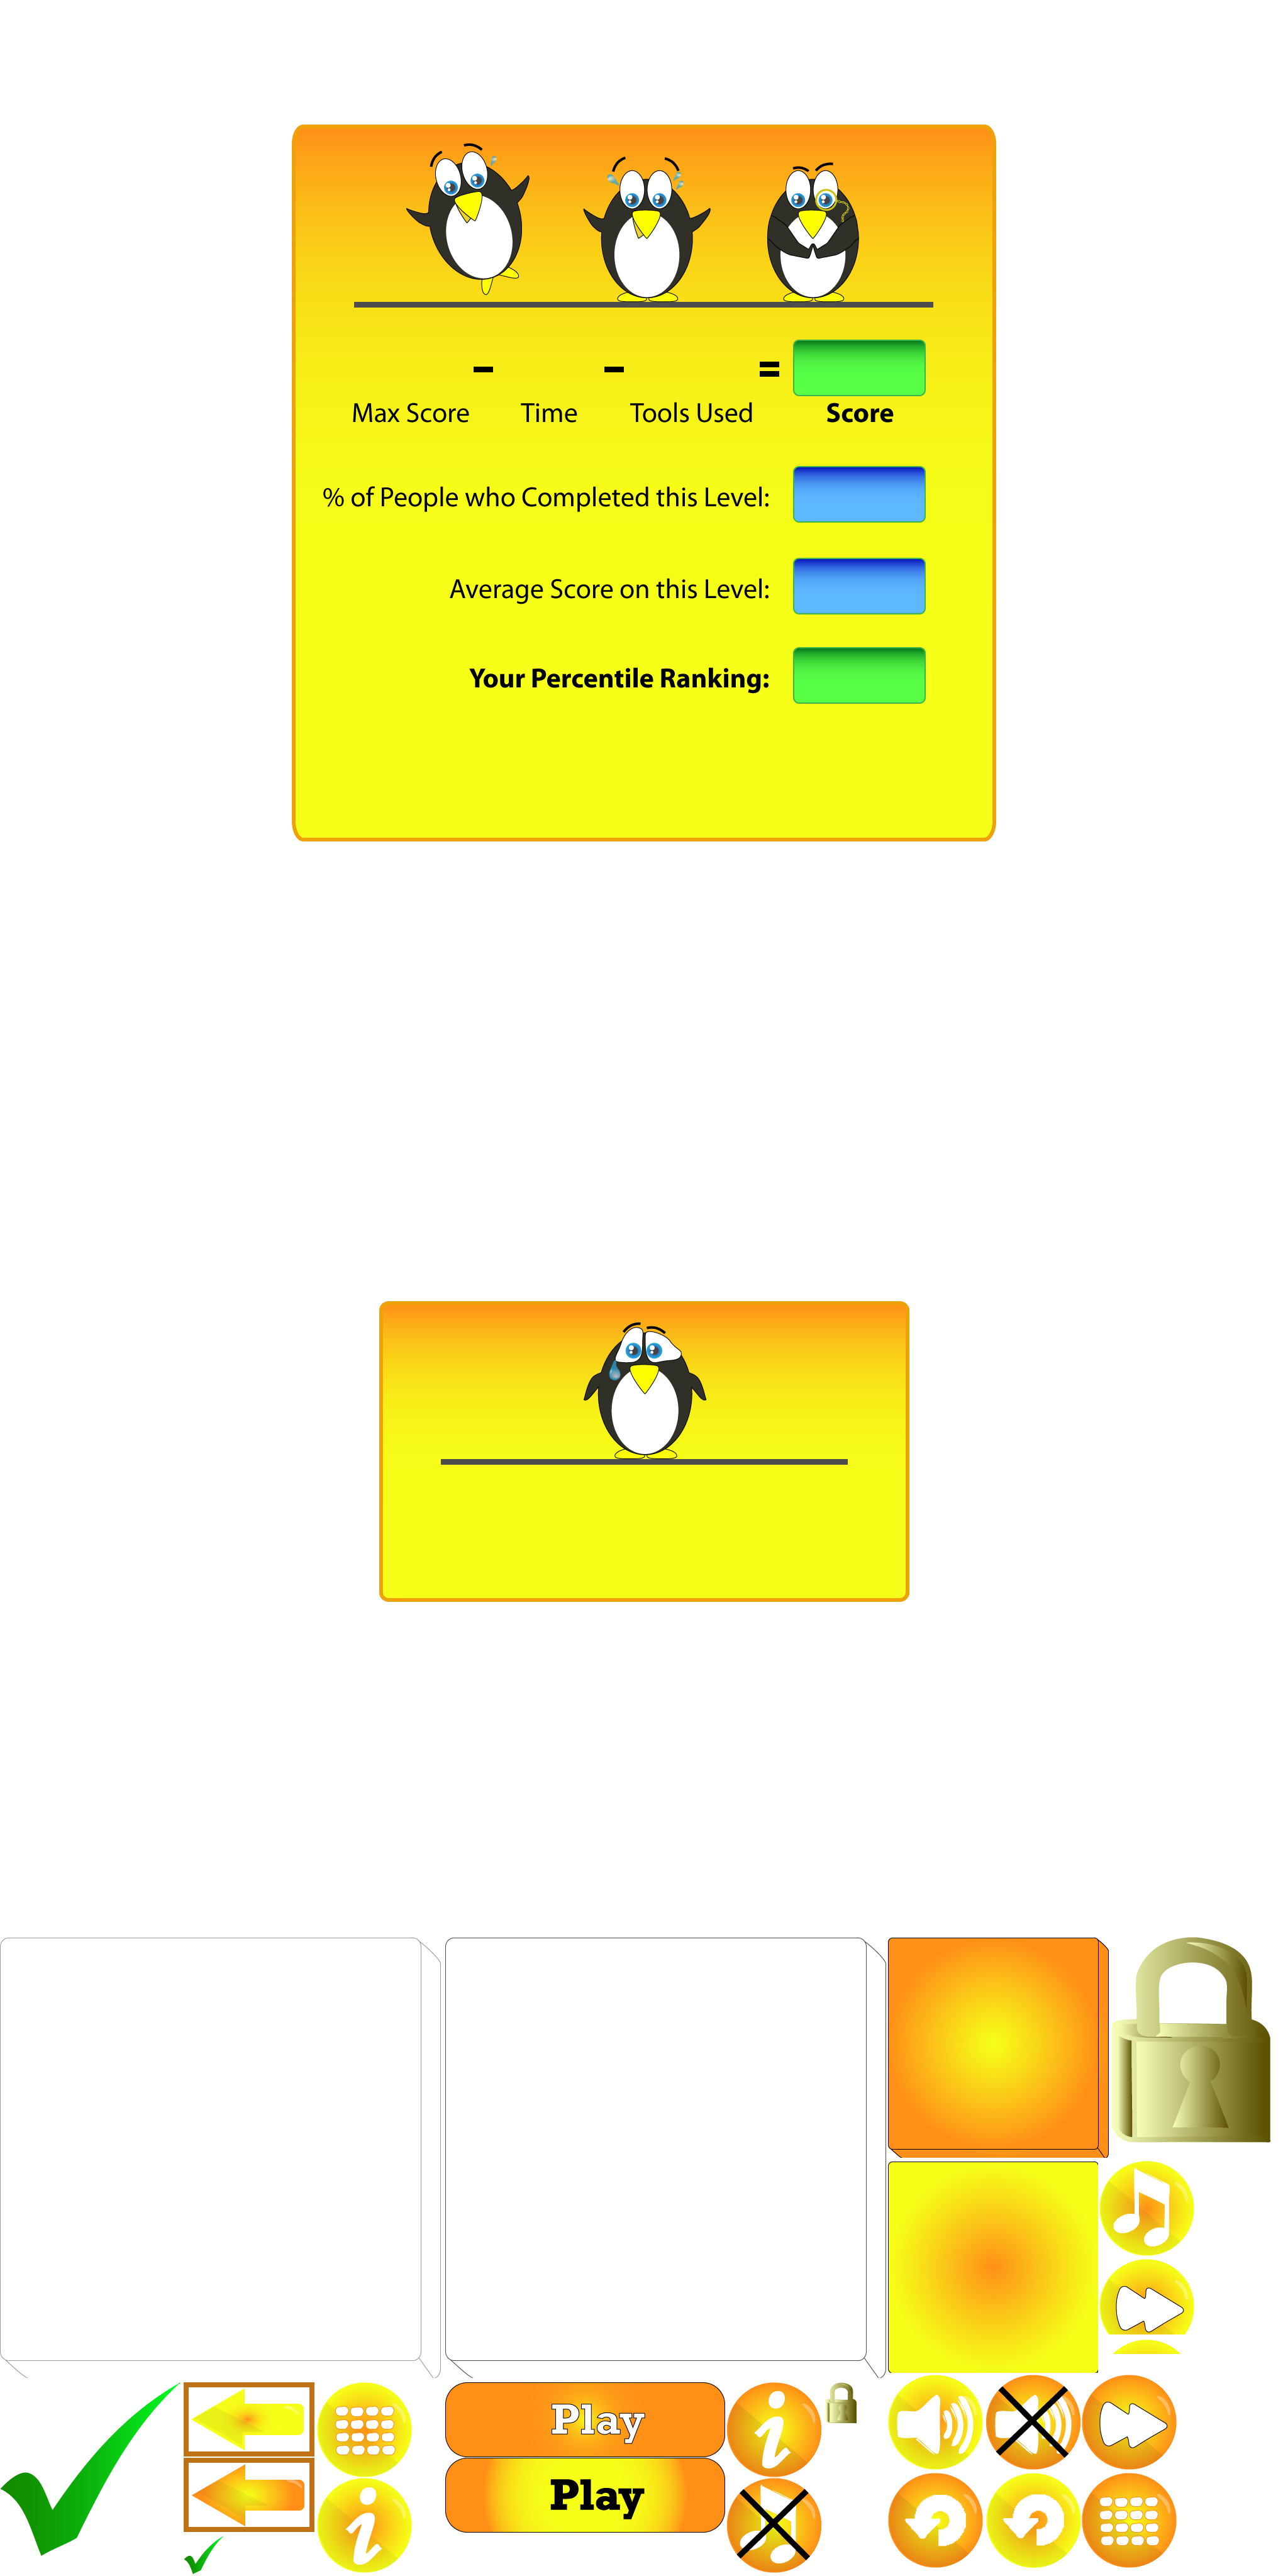 - - =
Max Score Time Tools Used Score
% of People who Completed this Level:
Average Score on this Level:
Your Percentile Ranking:
Play
Play